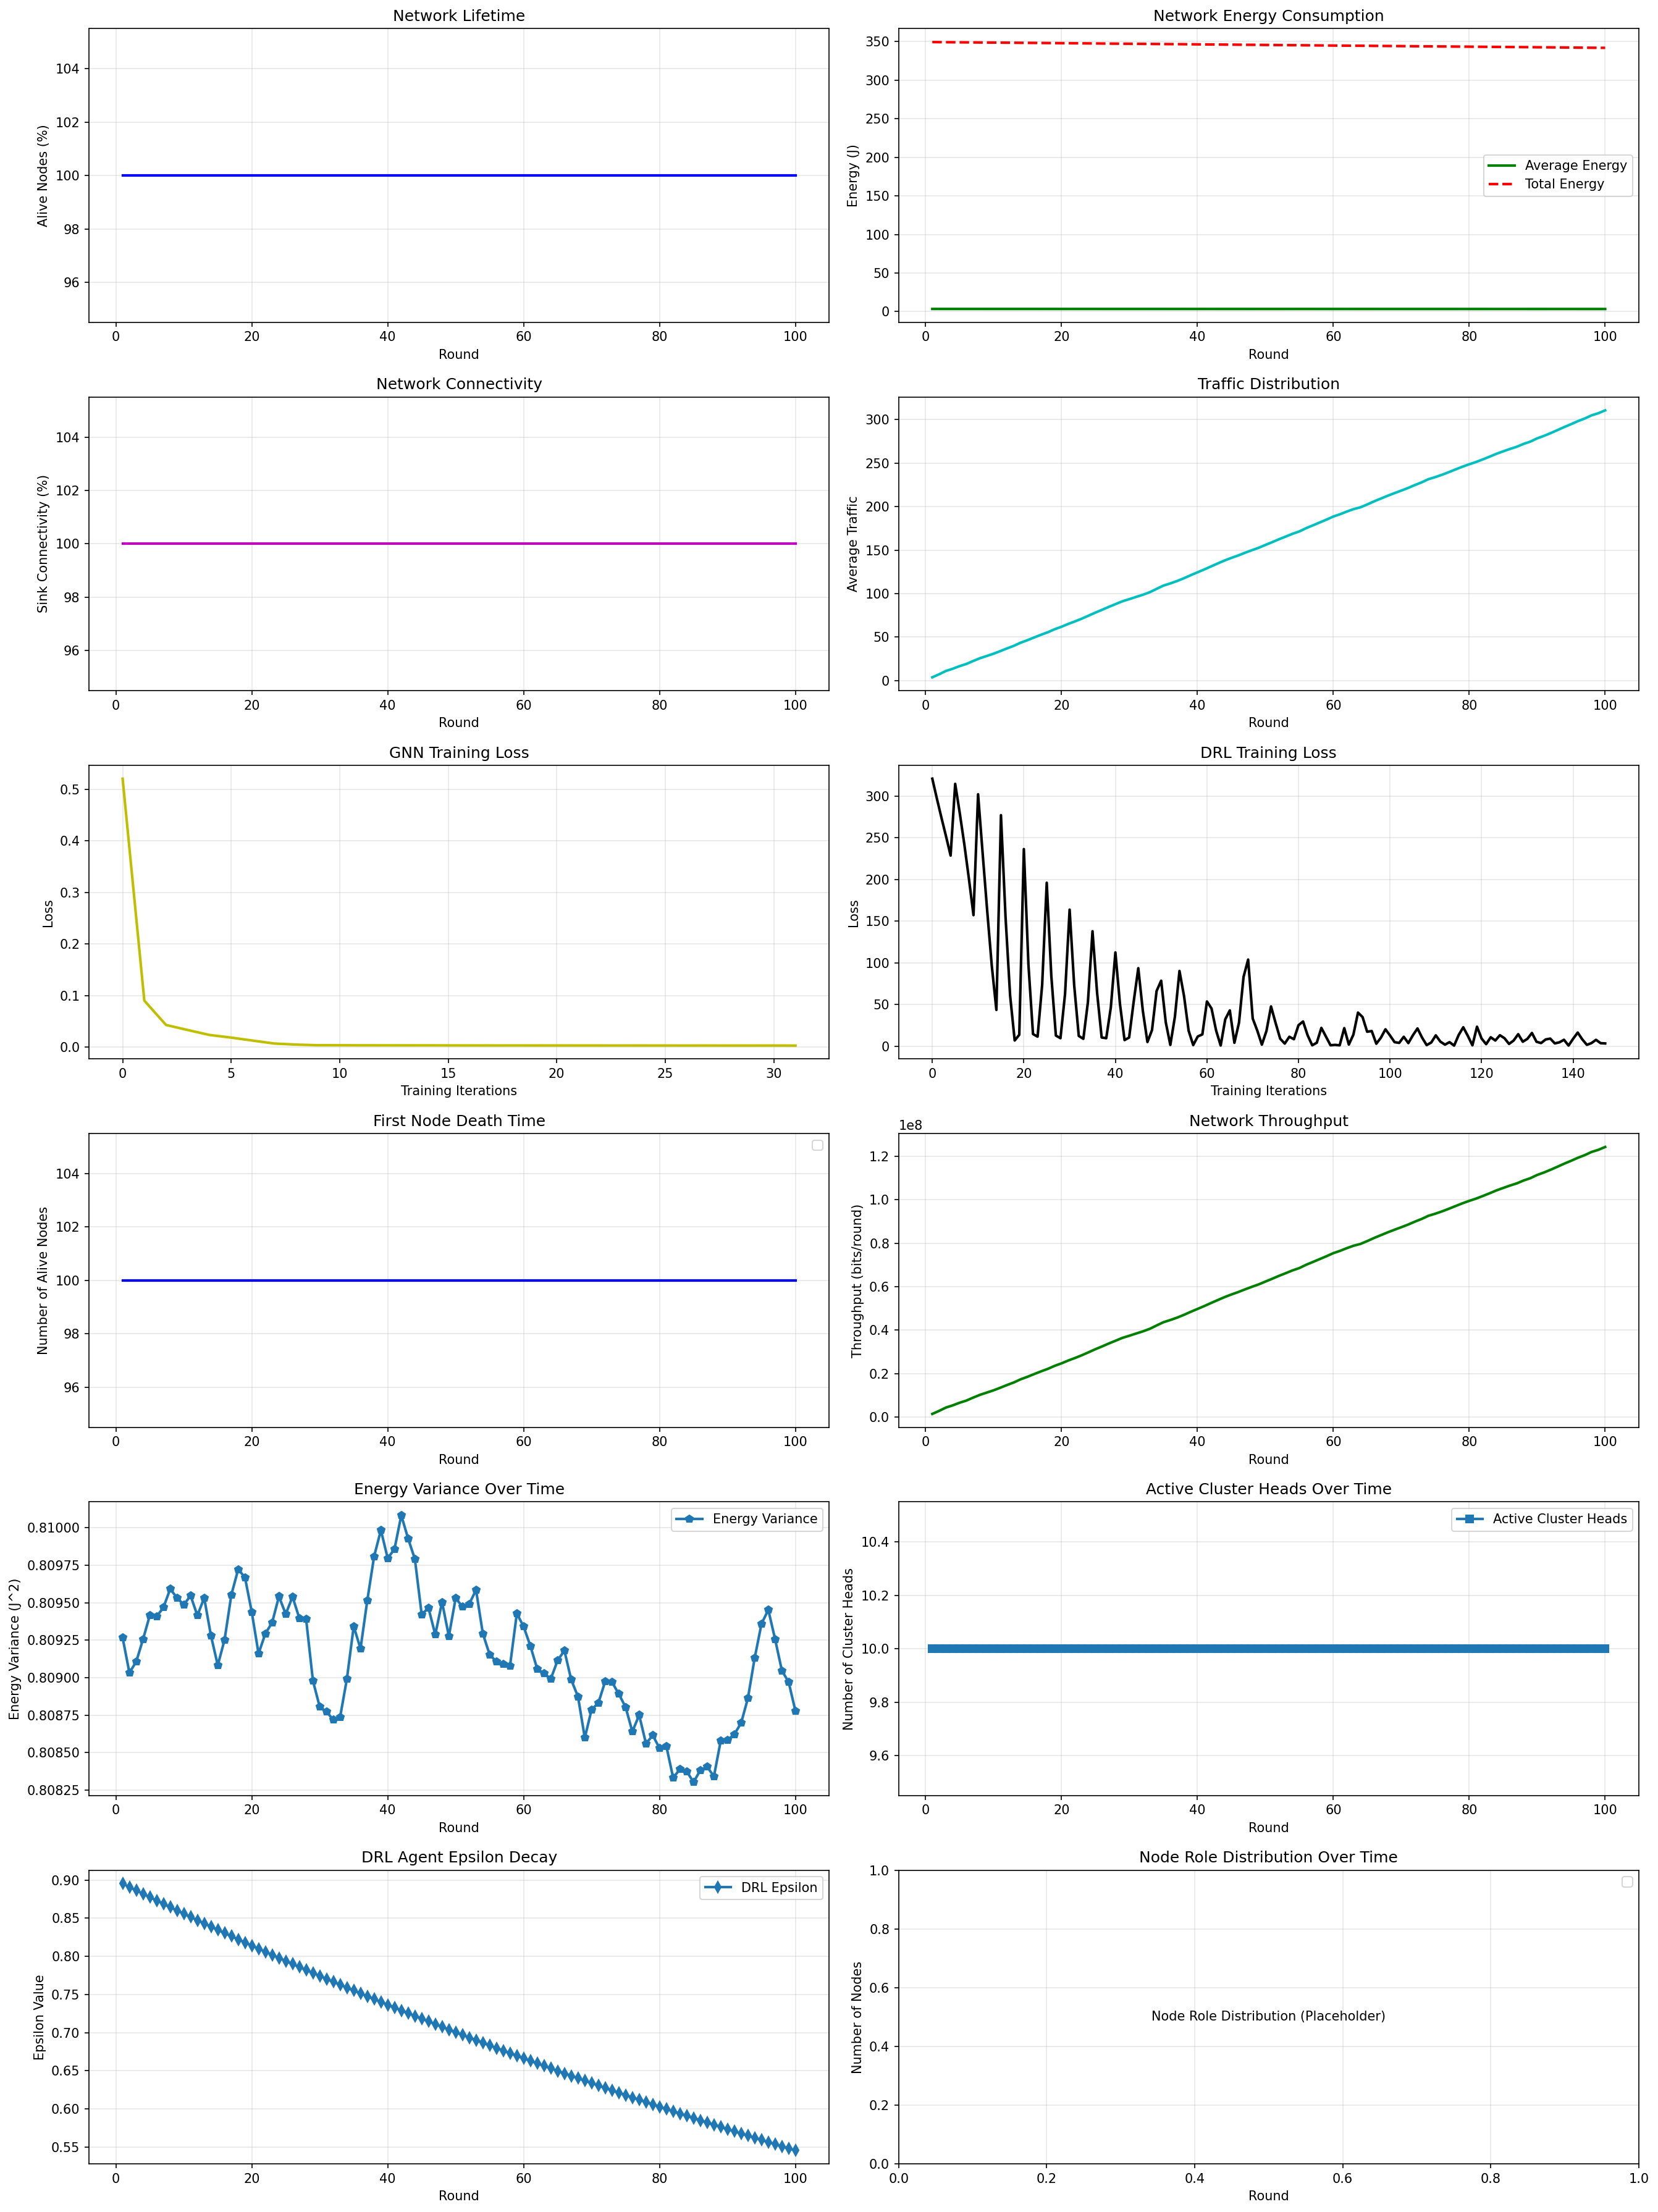 Network Lifetime
Alive Nodes (%)
104
102
100
98
96
0 20 40 60 80 100
Round
Network Energy Consumption
Energy (J)
350
300
250
200
150
100
50
0
Average Energy
Total Energy
0 20 40 60 80 100
Round
Network Connectivity
Sink Connectivity (%)
104
102
100
98
96
0 20 40 60 80 100
Round
Traffic Distribution
Average Traffic
300
250
200
150
100
50
0
0 20 40 60 80 100
Round
GNN Training Loss
Loss
0.5
0.4
0.3
0.2
0.1
0.0
0 5 10 15 20 25 30
Training Iterations
DRL Training Loss
Loss
300
250
200
150
100
50
0
0 20 40 60 80 100 120 140
Training Iterations
First Node Death Time
Number of Alive Nodes
104
102
100
98
96
0 20 40 60 80 100
Round
Network Throughput
1e8
Throughput (bits/round)
1.2
1.0
0.8
0.6
0.4
0.2
0.0
0 20 40 60 80 100
Round
Energy Variance Over Time
Energy Variance (J^2)
0.81000
0.80975
0.80950
0.80925
0.80900
0.80875
0.80850
0.80825
Energy Variance
0 20 40 60 80 100
Round
Active Cluster Heads Over Time
Number of Cluster Heads
10.4
10.2
10.0
9.8
9.6
Active Cluster Heads
0 20 40 60 80 100
Round
DRL Agent Epsilon Decay
Epsilon Value
0.90
0.85
0.80
0.75
0.70
0.65
0.60
0.55
DRL Epsilon
0 20 40 60 80 100
Round
Node Role Distribution Over Time
Number of Nodes
1.0
0.8
0.6
0.4
0.2
0.0
Node Role Distribution (Placeholder)
0.0 0.2 0.4 0.6 0.8 1.0
Round